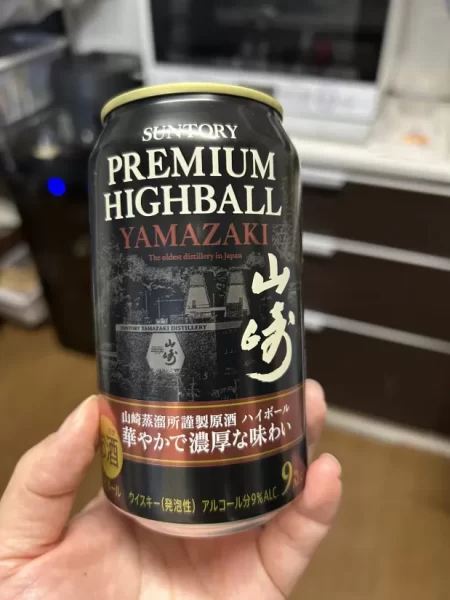 SUNTORY
PREMIUM
HIGHBALL
YAMAZAKI
The oldest distillery in Japan
山崎
SUNTORY YAMAZAKI DISTILLERY
山崎
山崎蒸溜所謹製原酒 ハイボール
華やかで濃厚な味わい
酒
ール
ウイスキー(発泡性) アルコール分9%ALC
9